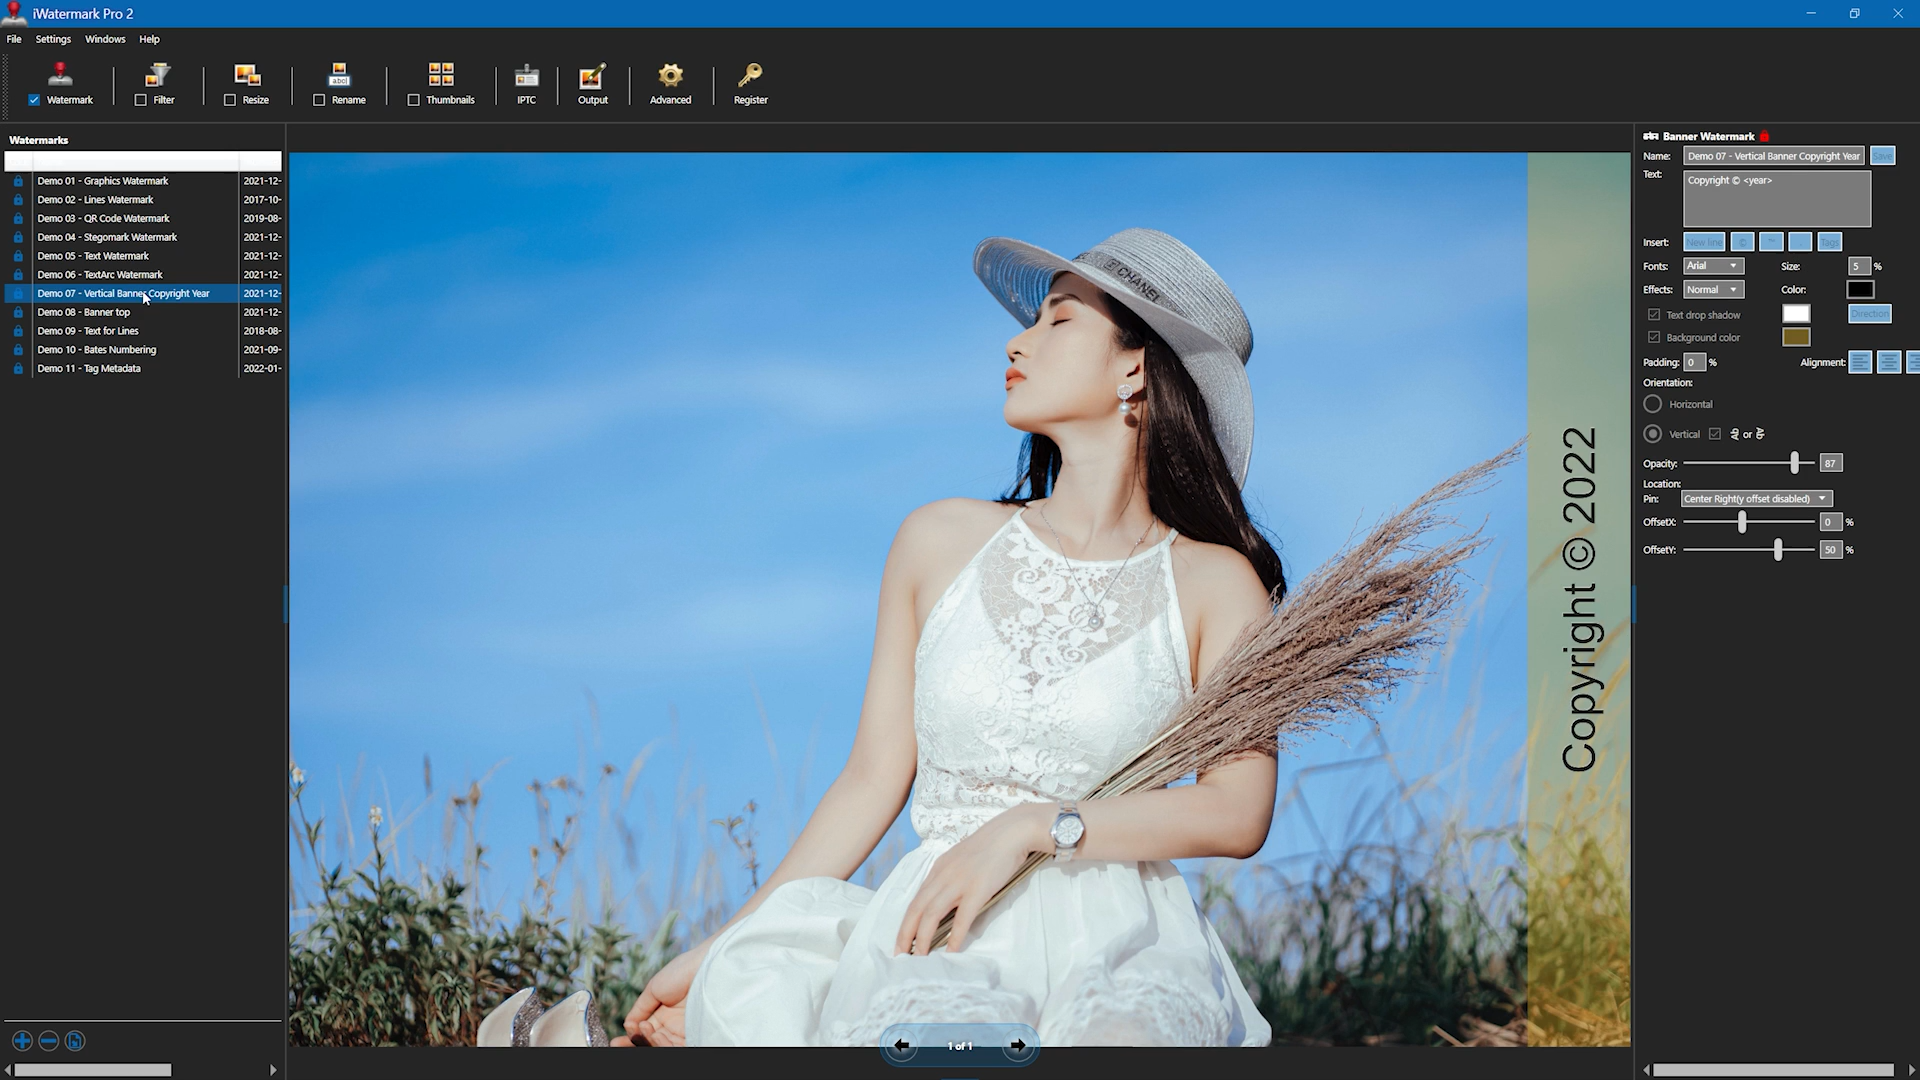 iWatermark Pro 2
File Settings Windows Help
Watermark Filter Resize Rename Thumbnails IPTC Output Advanced Register
abc
Watermarks
Demo 01 - Graphics Watermark 2021-12-
Demo 02 - Lines Watermark 2017-10-
Demo 03 - QR Code Watermark 2019-08-
Demo 04 - Stegomark Watermark 2021-12-
Demo 05 - Text Watermark 2021-12-
Demo 06 - TextArc Watermark 2021-12-
Demo 07 - Vertical Banner Copyright Year 2021-12-
Demo 08 - Banner top 2021-12-
Demo 09 - Text for Lines 2018-08-
Demo 10 - Bates Numbering 2021-09-
Demo 11 - Tag Metadata 2022-01-
CHANEL
Copyright © 2022
1 of 1
Banner Watermark
Name: Demo 07 - Vertical Banner Copyright Year Save
Text: Copyright © <year>
Insert: New line © ™ . Tags
Fonts: Arial Size: 5 %
Effects: Normal Color:
Text drop shadow Direction
Background color
Padding: 0 % Alignment:
Orientation:
Horizontal
Vertical Ab or Ab
Opacity: 87
Location:
Pin: Center Right(y offset disabled)
OffsetX: 0 %
OffsetY: 50 %